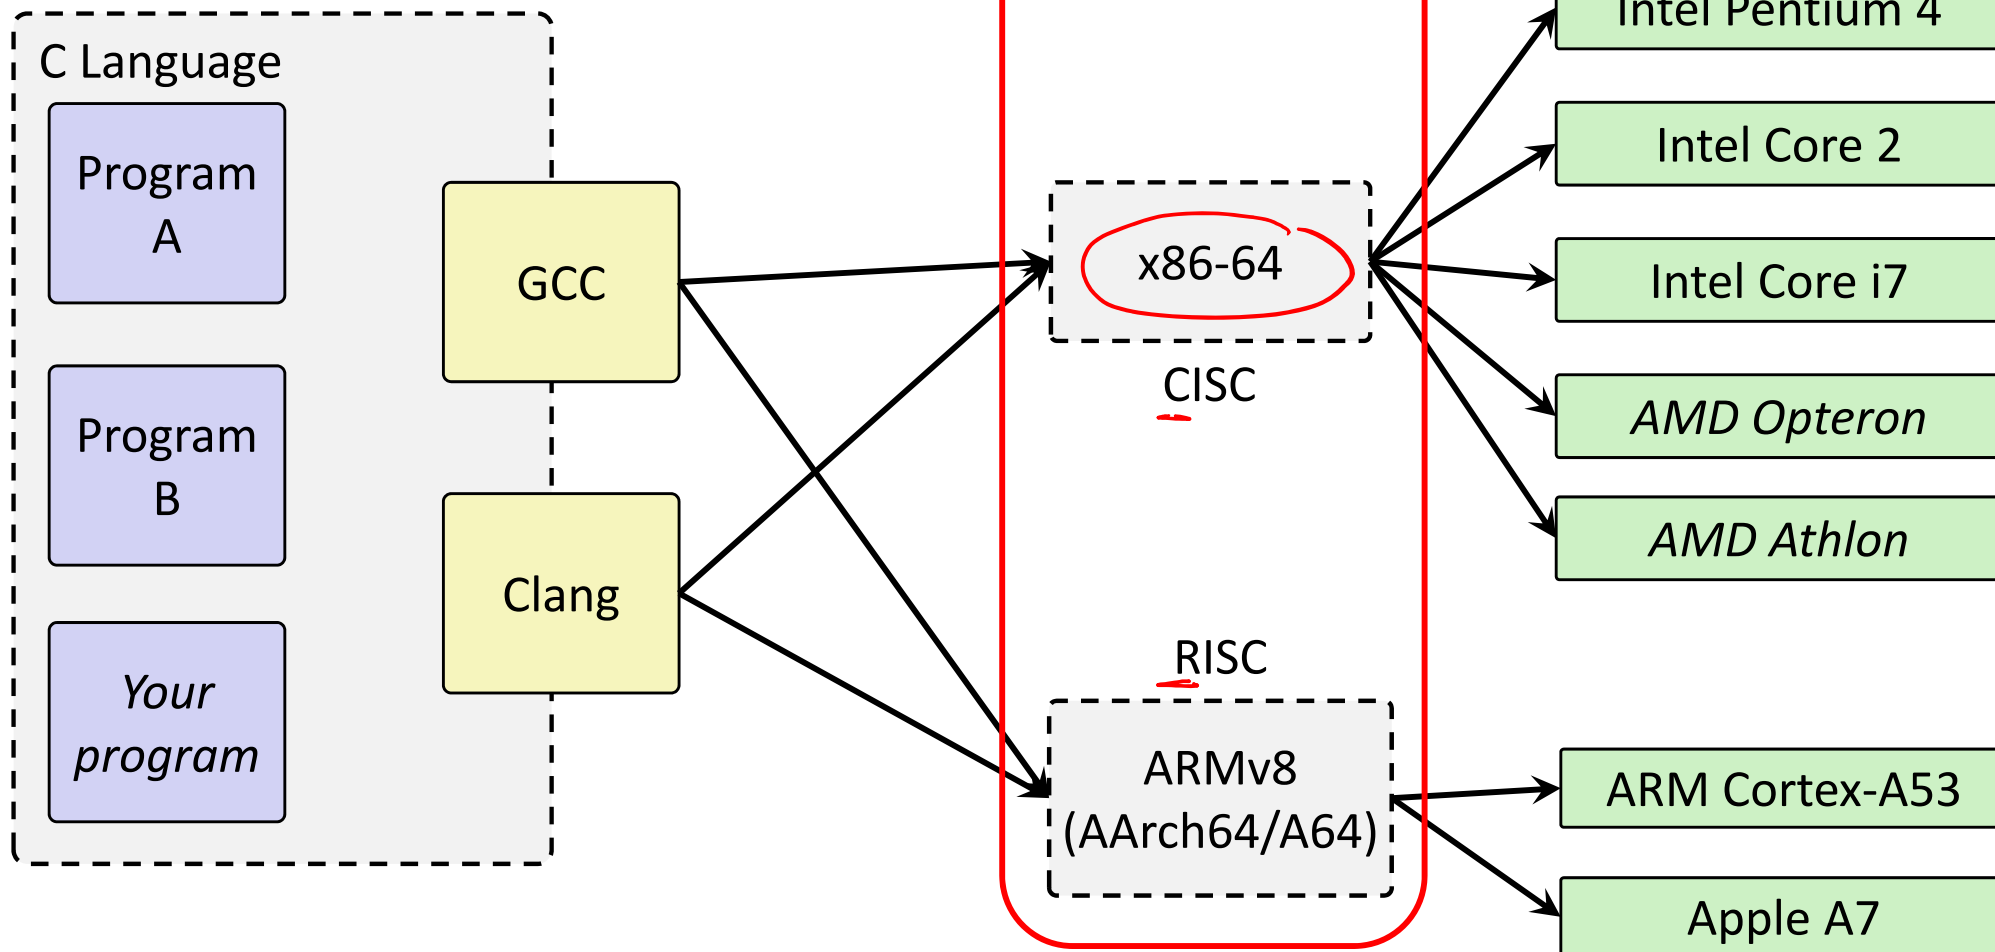 C Language
Program
A
Program
B
Your
program
GCC
Clang
x86-64
CISC
RISC
ARMv8
(AArch64/A64)
Intel Pentium 4
Intel Core 2
Intel Core i7
AMD Opteron
AMD Athlon
ARM Cortex-A53
Apple A7